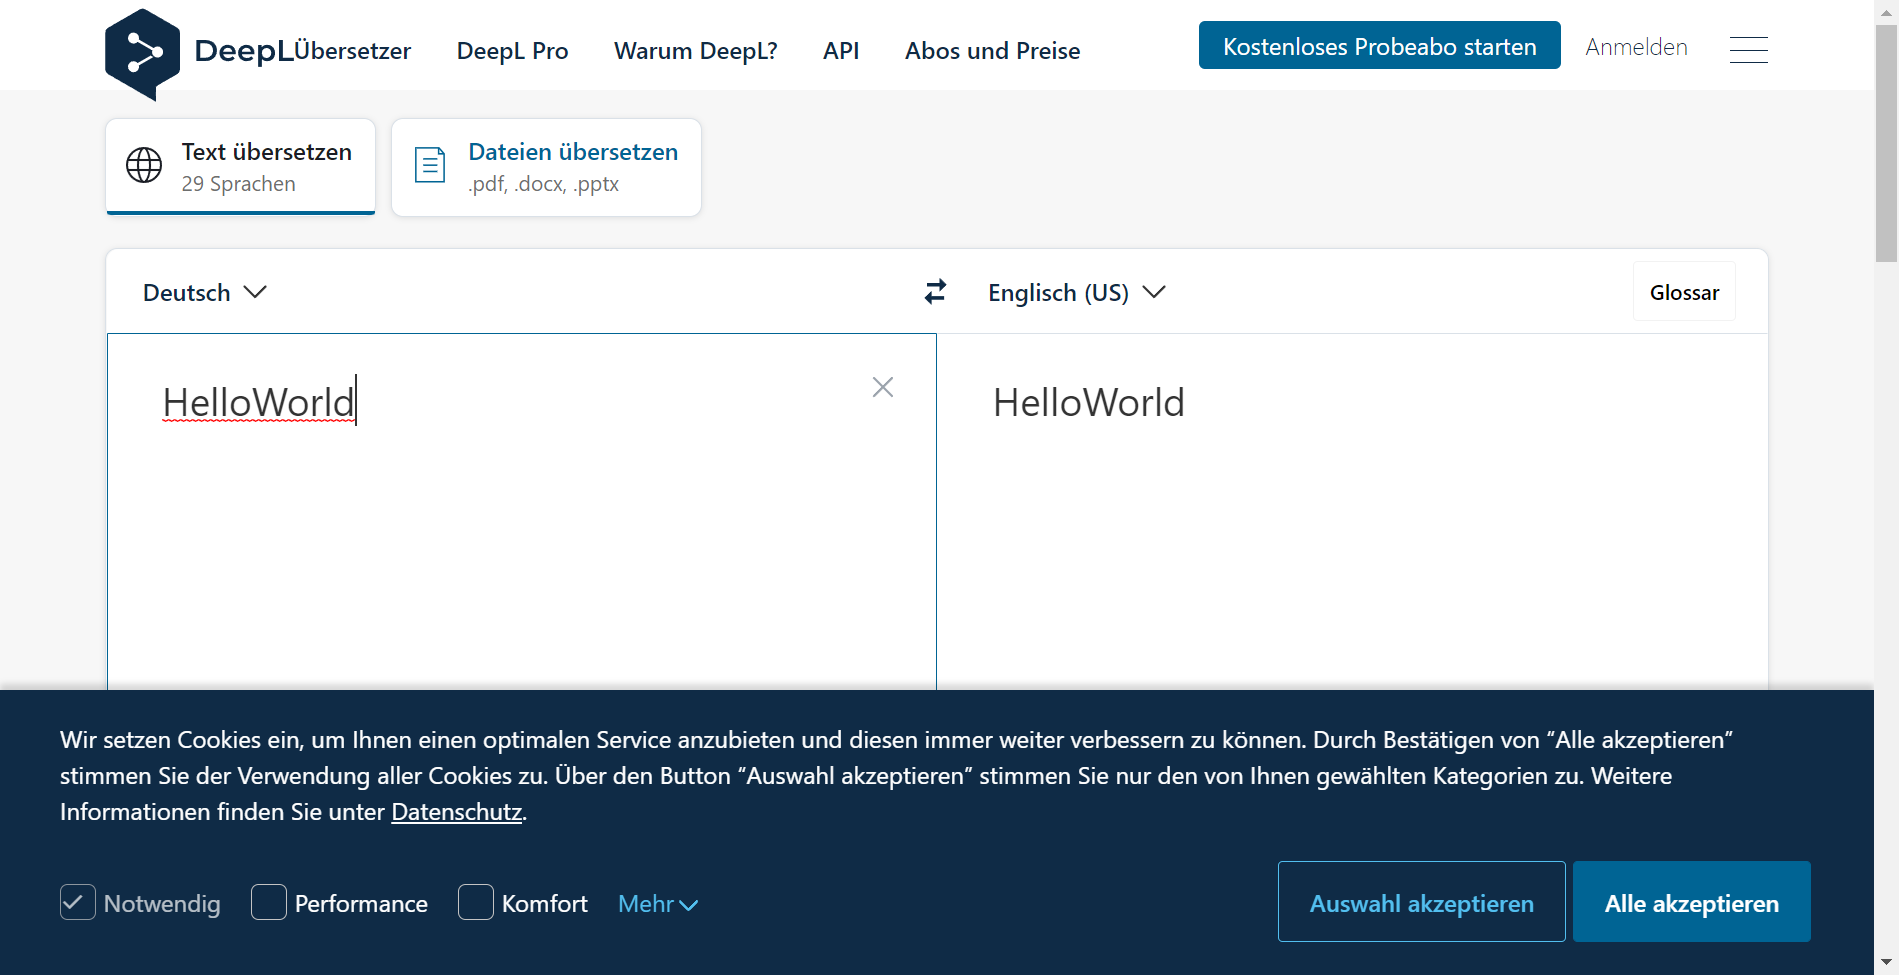 DeepL Übersetzer DeepL Pro Warum DeepL? API Abos und Preise Kostenloses Probeabo starten Anmelden
Text übersetzen
29 Sprachen
Dateien übersetzen
.pdf, .docx, .pptx
Deutsch Englisch (US) Glossar
HelloWorld HelloWorld
Wir setzen Cookies ein, um Ihnen einen optimalen Service anzubieten und diesen immer weiter verbessern zu können. Durch Bestätigen von “Alle akzeptieren”
stimmen Sie der Verwendung aller Cookies zu. Über den Button “Auswahl akzeptieren” stimmen Sie nur den von Ihnen gewählten Kategorien zu. Weitere
Informationen finden Sie unter Datenschutz.
Notwendig Performance Komfort Mehr Auswahl akzeptieren Alle akzeptieren